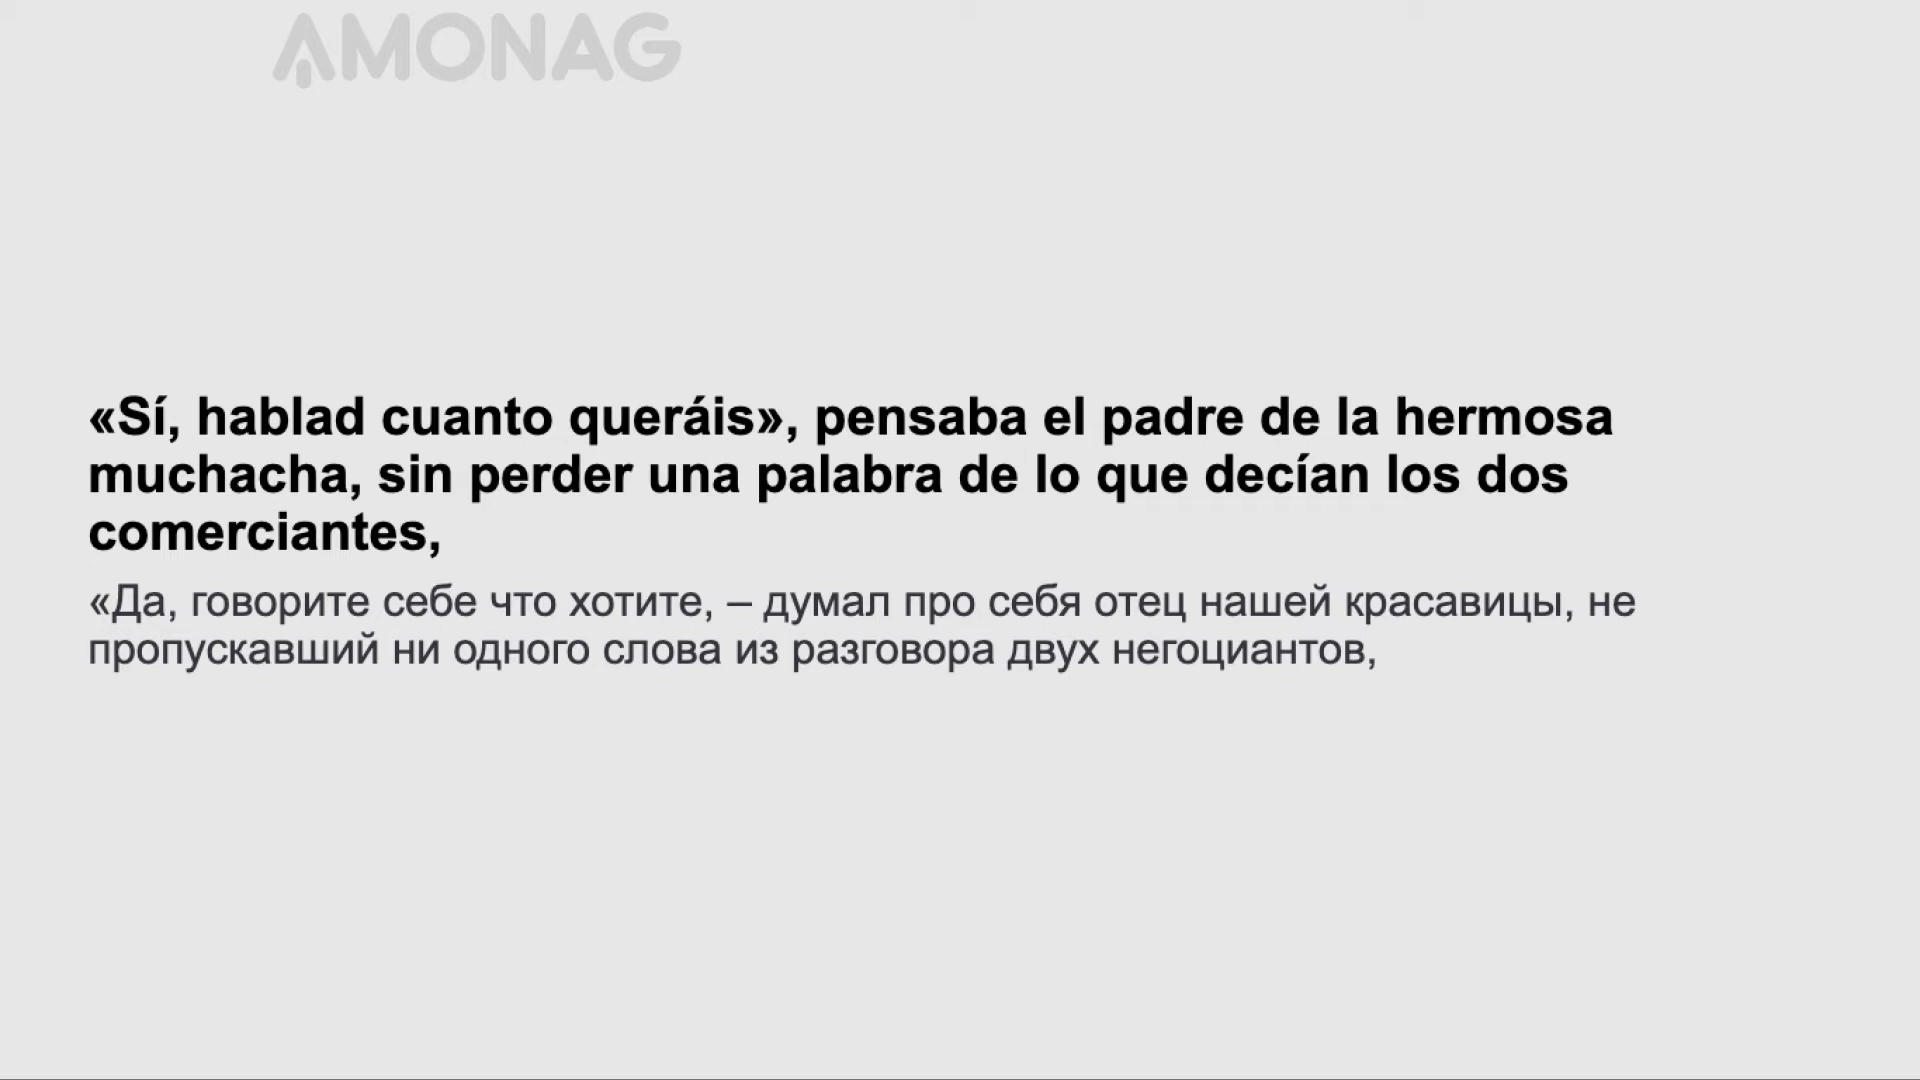 AMONAG
«Sí, hablad cuanto queráis», pensaba el padre de la hermosa
muchacha, sin perder una palabra de lo que decían los dos
comerciantes,
«Да, говорите себе что хотите, – думал про себя отец нашей красавицы, не
пропускавший ни одного слова из разговора двух негоциантов,